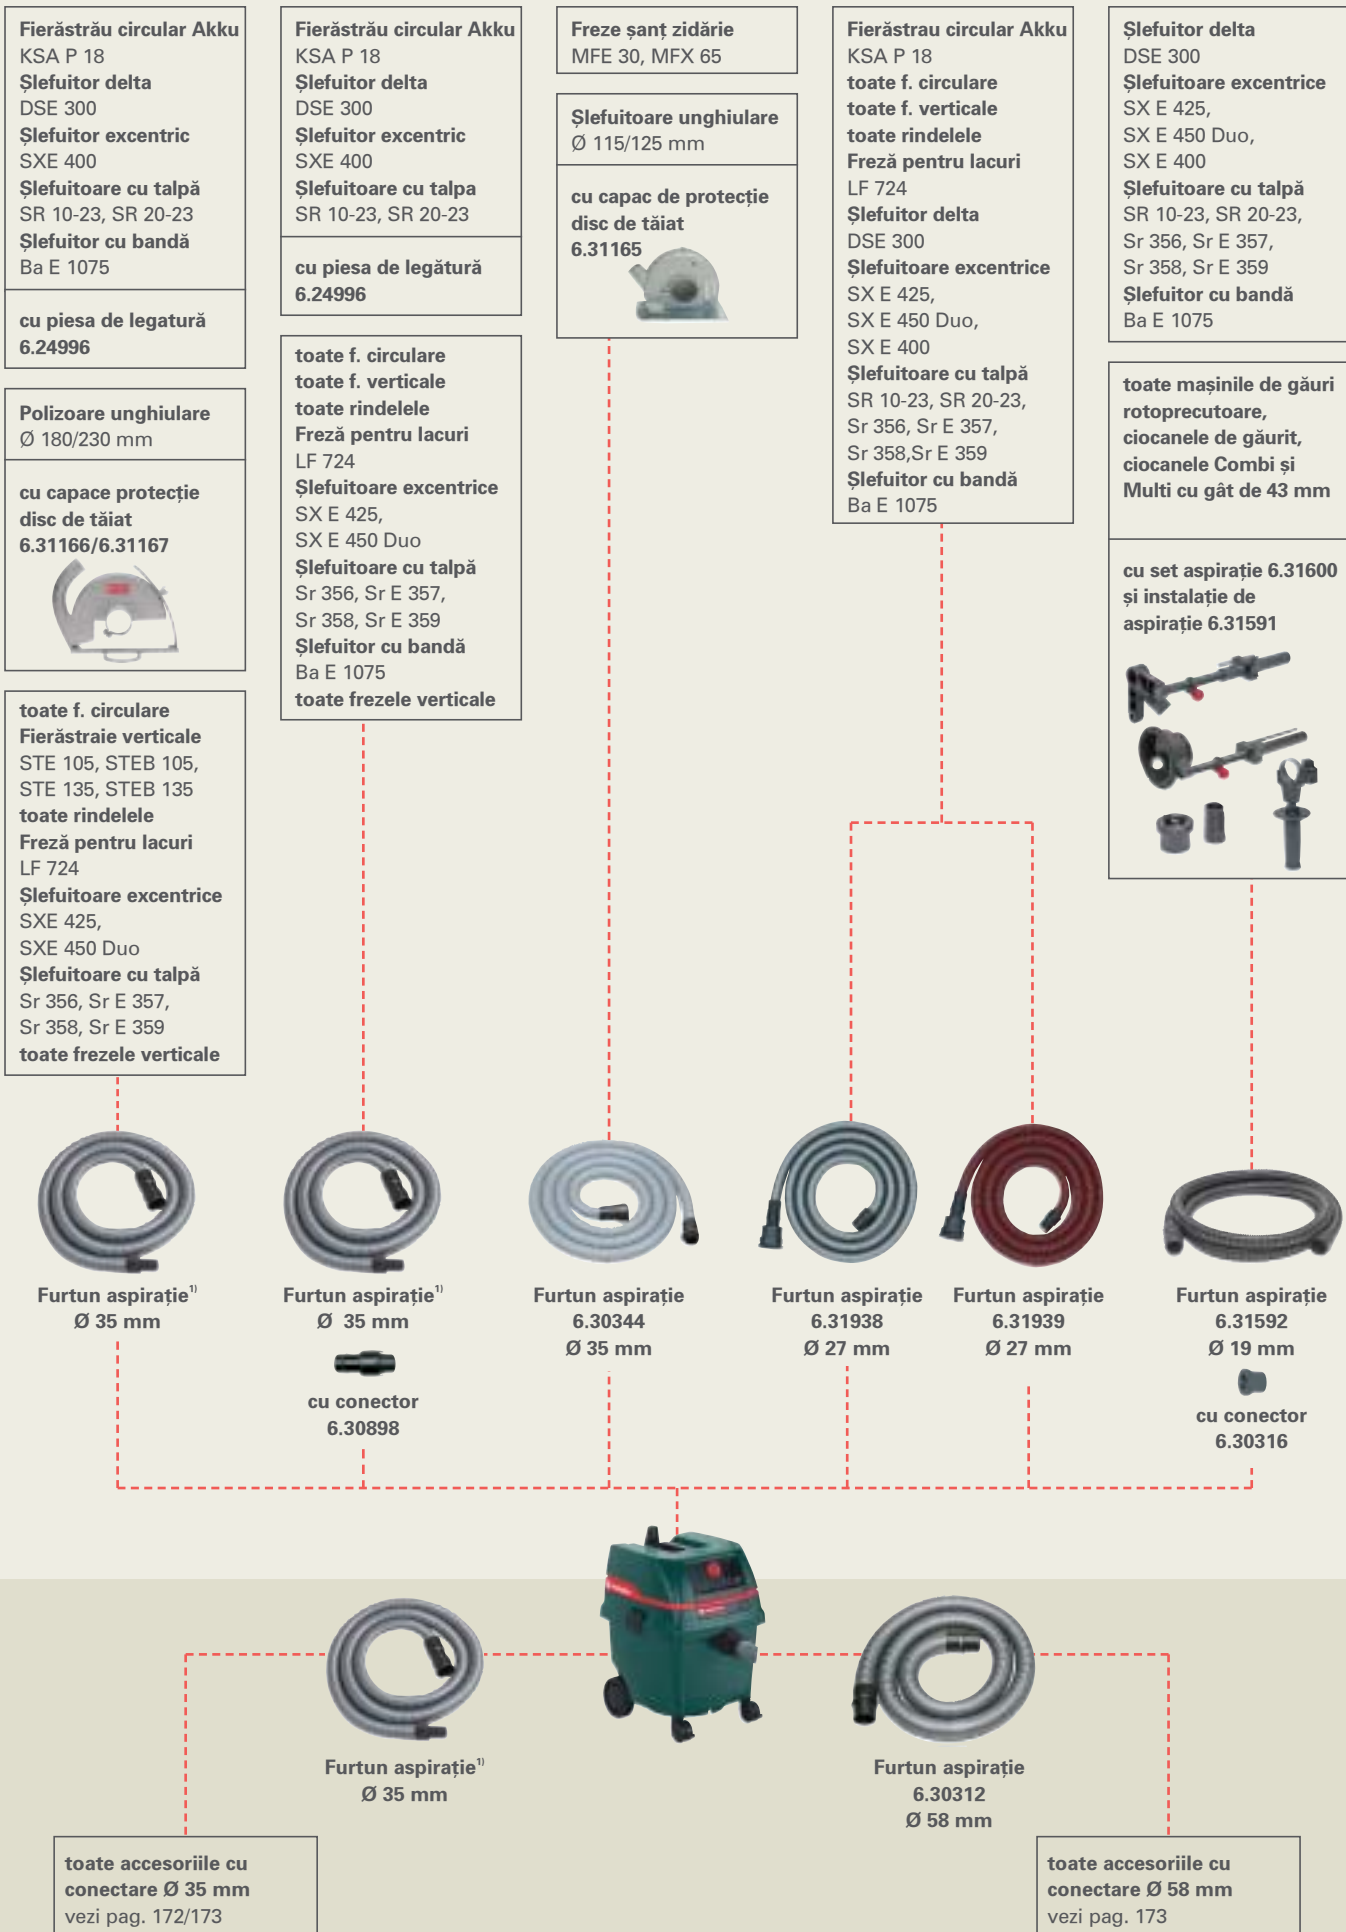 Fierăstrău circular Akku
KSA P 18
Şlefuitor delta
DSE 300
Şlefuitor excentric
SXE 400
Şlefuitoare cu talpă
SR 10-23, SR 20-23
Şlefuitor cu bandă
Ba E 1075
cu piesa de legatură
6.24996
Polizoare unghiulare
Ø 180/230 mm
cu capace protecţie
disc de tăiat
6.31166/6.31167
toate f. circulare
Fierăstraie verticale
STE 105, STEB 105,
STE 135, STEB 135
toate rindelele
Freză pentru lacuri
LF 724
Şlefuitoare excentrice
SXE 425,
SXE 450 Duo
Şlefuitoare cu talpă
Sr 356, Sr E 357,
Sr 358, Sr E 359
toate frezele verticale
Fierăstrău circular Akku
KSA P 18
Şlefuitor delta
DSE 300
Şlefuitor excentric
SXE 400
Şlefuitoare cu talpa
SR 10-23, SR 20-23
cu piesa de legătură
6.24996
toate f. circulare
toate f. verticale
toate rindelele
Freză pentru lacuri
LF 724
Şlefuitoare excentrice
SX E 425,
SX E 450 Duo
Şlefuitoare cu talpă
Sr 356, Sr E 357,
Sr 358, Sr E 359
Şlefuitor cu bandă
Ba E 1075
toate frezele verticale
Freze şanţ zidărie
MFE 30, MFX 65
Şlefuitoare unghiulare
Ø 115/125 mm
cu capac de protecţie
disc de tăiat
6.31165
Fierăstrau circular Akku
KSA P 18
toate f. circulare
toate f. verticale
toate rindelele
Freză pentru lacuri
LF 724
Şlefuitor delta
DSE 300
Şlefuitoare excentrice
SX E 425,
SX E 450 Duo,
SX E 400
Şlefuitoare cu talpă
SR 10-23, SR 20-23,
Sr 356, Sr E 357,
Sr 358,Sr E 359
Şlefuitor cu bandă
Ba E 1075
Şlefuitor delta
DSE 300
Şlefuitoare excentrice
SX E 425,
SX E 450 Duo,
SX E 400
Şlefuitoare cu talpă
SR 10-23, SR 20-23,
Sr 356, Sr E 357,
Sr 358, Sr E 359
Şlefuitor cu bandă
Ba E 1075
toate maşinile de găuri
rotoprecutoare,
ciocanele de găurit,
ciocanele Combi şi
Multi cu gât de 43 mm
cu set aspiraţie 6.31600
şi instalaţie de
aspiraţie 6.31591
Furtun aspiraţie¹⁾
Ø 35 mm
Furtun aspiraţie¹⁾
Ø 35 mm
cu conector
6.30898
Furtun aspiraţie
6.30344
Ø 35 mm
Furtun aspiraţie
6.31938
Ø 27 mm
Furtun aspiraţie
6.31939
Ø 27 mm
Furtun aspiraţie
6.31592
Ø 19 mm
cu conector
6.30316
Furtun aspiraţie¹⁾
Ø 35 mm
Furtun aspiraţie
6.30312
Ø 58 mm
toate accesoriile cu
conectare Ø 35 mm
vezi pag. 172/173
toate accesoriile cu
conectare Ø 58 mm
vezi pag. 173